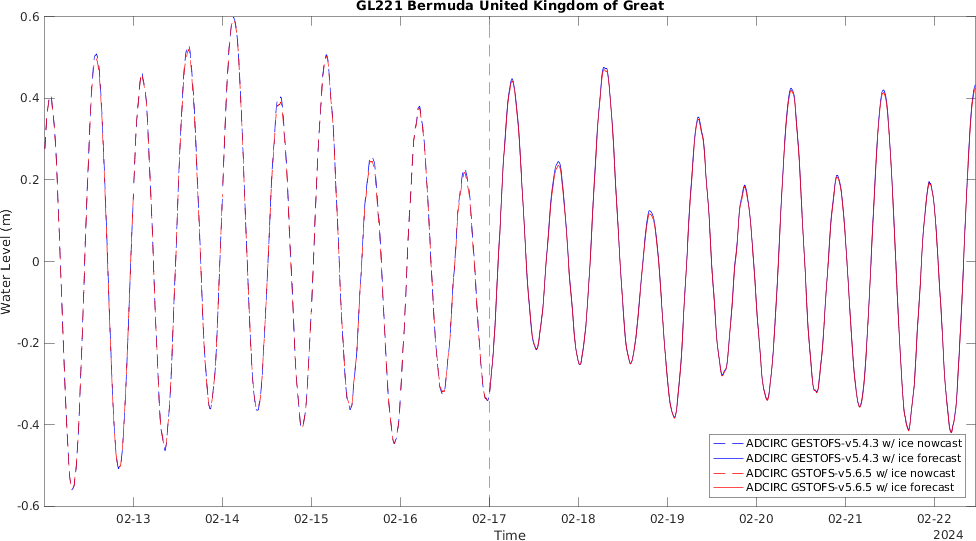 GL221 Bermuda United Kingdom of Great
0.6
0.4
0.2
0
-0.2
-0.4
-0.6
Water Level (m)
02-13 02-14 02-15 02-16 02-17 02-18 02-19 02-20 02-21 02-22
Time
2024
ADCIRC GESTOFS-v5.4.3 w/ ice nowcast
ADCIRC GESTOFS-v5.4.3 w/ ice forecast
ADCIRC GSTOFS-v5.6.5 w/ ice nowcast
ADCIRC GSTOFS-v5.6.5 w/ ice forecast